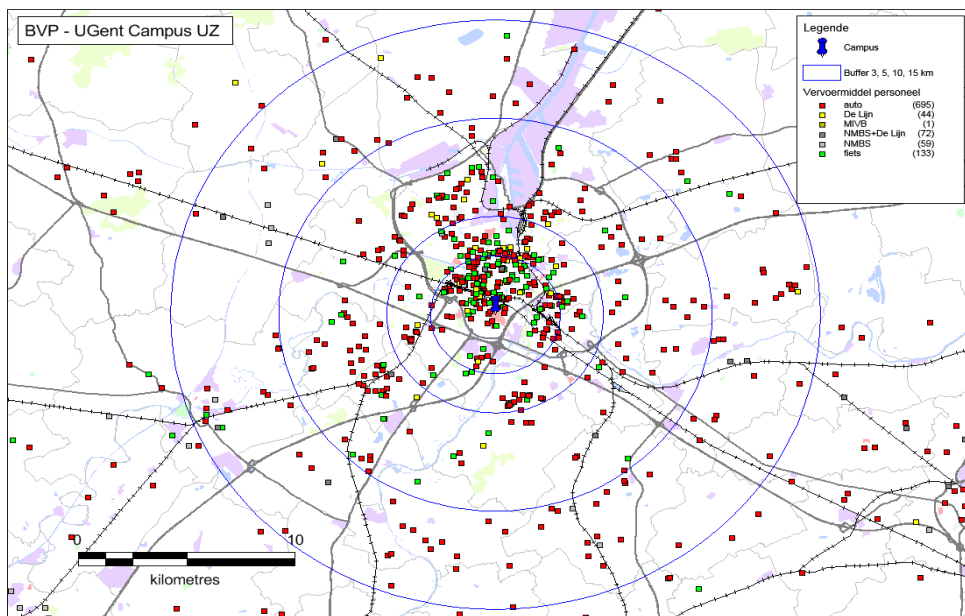 BVP - UGent Campus UZ
Legende
Campus
Buffer 3, 5, 10, 15 km
Vervoermiddel personeel
auto (695)
De Lijn (44)
MIVB (1)
NMBS+De Lijn (72)
NMBS (59)
fiets (133)
0 10
kilometres